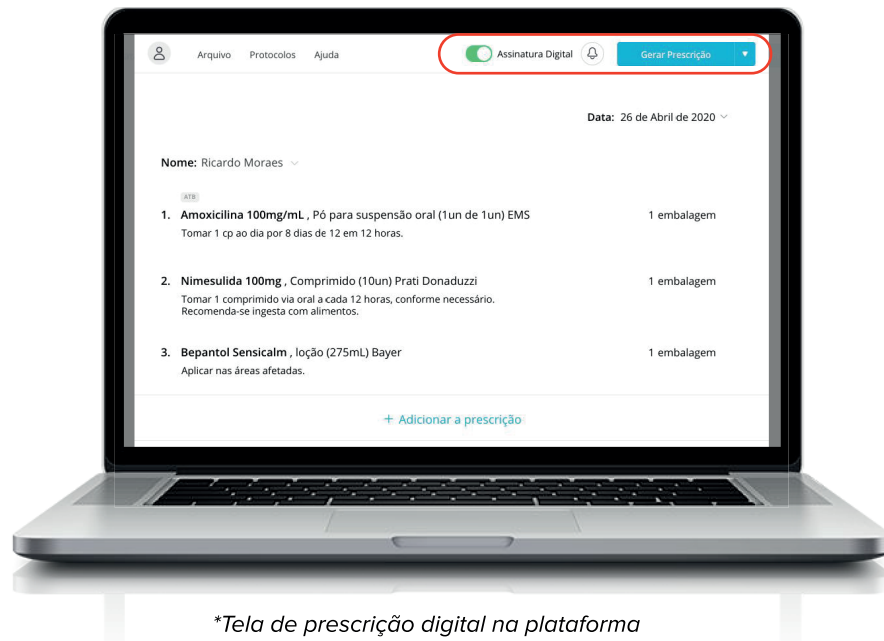 Arquivo Protocolos Ajuda Assinatura Digital Gerar Prescrição
Data: 26 de Abril de 2020
Nome: Ricardo Moraes
ATB
1. Amoxicilina 100mg/mL , Pó para suspensão oral (1un de 1un) EMS 1 embalagem
Tomar 1 cp ao dia por 8 dias de 12 em 12 horas.
2. Nimesulida 100mg , Comprimido (10un) Prati Donaduzzi 1 embalagem
Tomar 1 comprimido via oral a cada 12 horas, conforme necessário.
Recomenda-se ingesta com alimentos.
3. Bepantol Sensicalm , loção (275mL) Bayer 1 embalagem
Aplicar nas áreas afetadas.
+ Adicionar a prescrição
*Tela de prescrição digital na plataforma